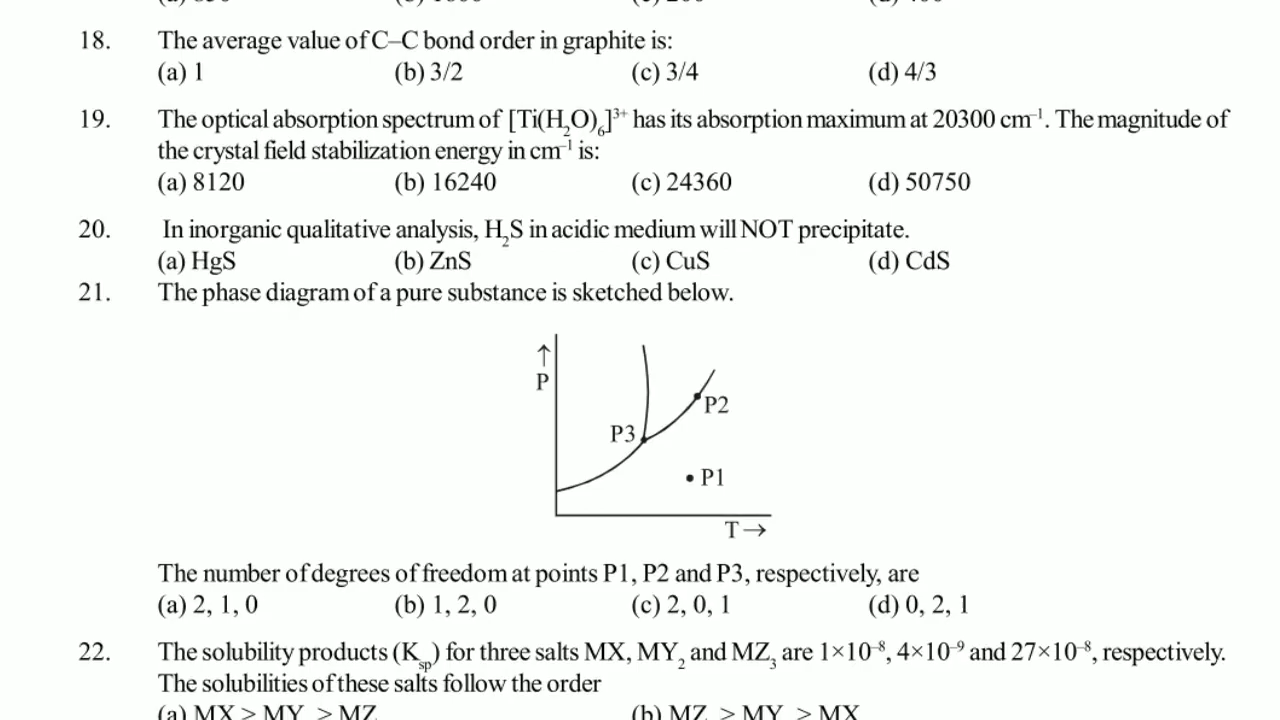 18. The average value of C–C bond order in graphite is:
(a) 1 (b) 3/2 (c) 3/4 (d) 4/3
19. The optical absorption spectrum of [Ti(H₂O)₆]³⁺ has its absorption maximum at 20300 cm⁻¹. The magnitude of
the crystal field stabilization energy in cm⁻¹ is:
(a) 8120 (b) 16240 (c) 24360 (d) 50750
20. In inorganic qualitative analysis, H₂S in acidic medium will NOT precipitate.
(a) HgS (b) ZnS (c) CuS (d) CdS
21. The phase diagram of a pure substance is sketched below.
↑
P
P2
P3
P1
T→
The number of degrees of freedom at points P1, P2 and P3, respectively, are
(a) 2, 1, 0 (b) 1, 2, 0 (c) 2, 0, 1 (d) 0, 2, 1
22. The solubility products (Kₛₚ) for three salts MX, MY₂ and MZ₃ are 1×10⁻⁸, 4×10⁻⁹ and 27×10⁻⁸, respectively.
The solubilities of these salts follow the order
(a) MX > MY > MZ (b) MZ > MY > MX